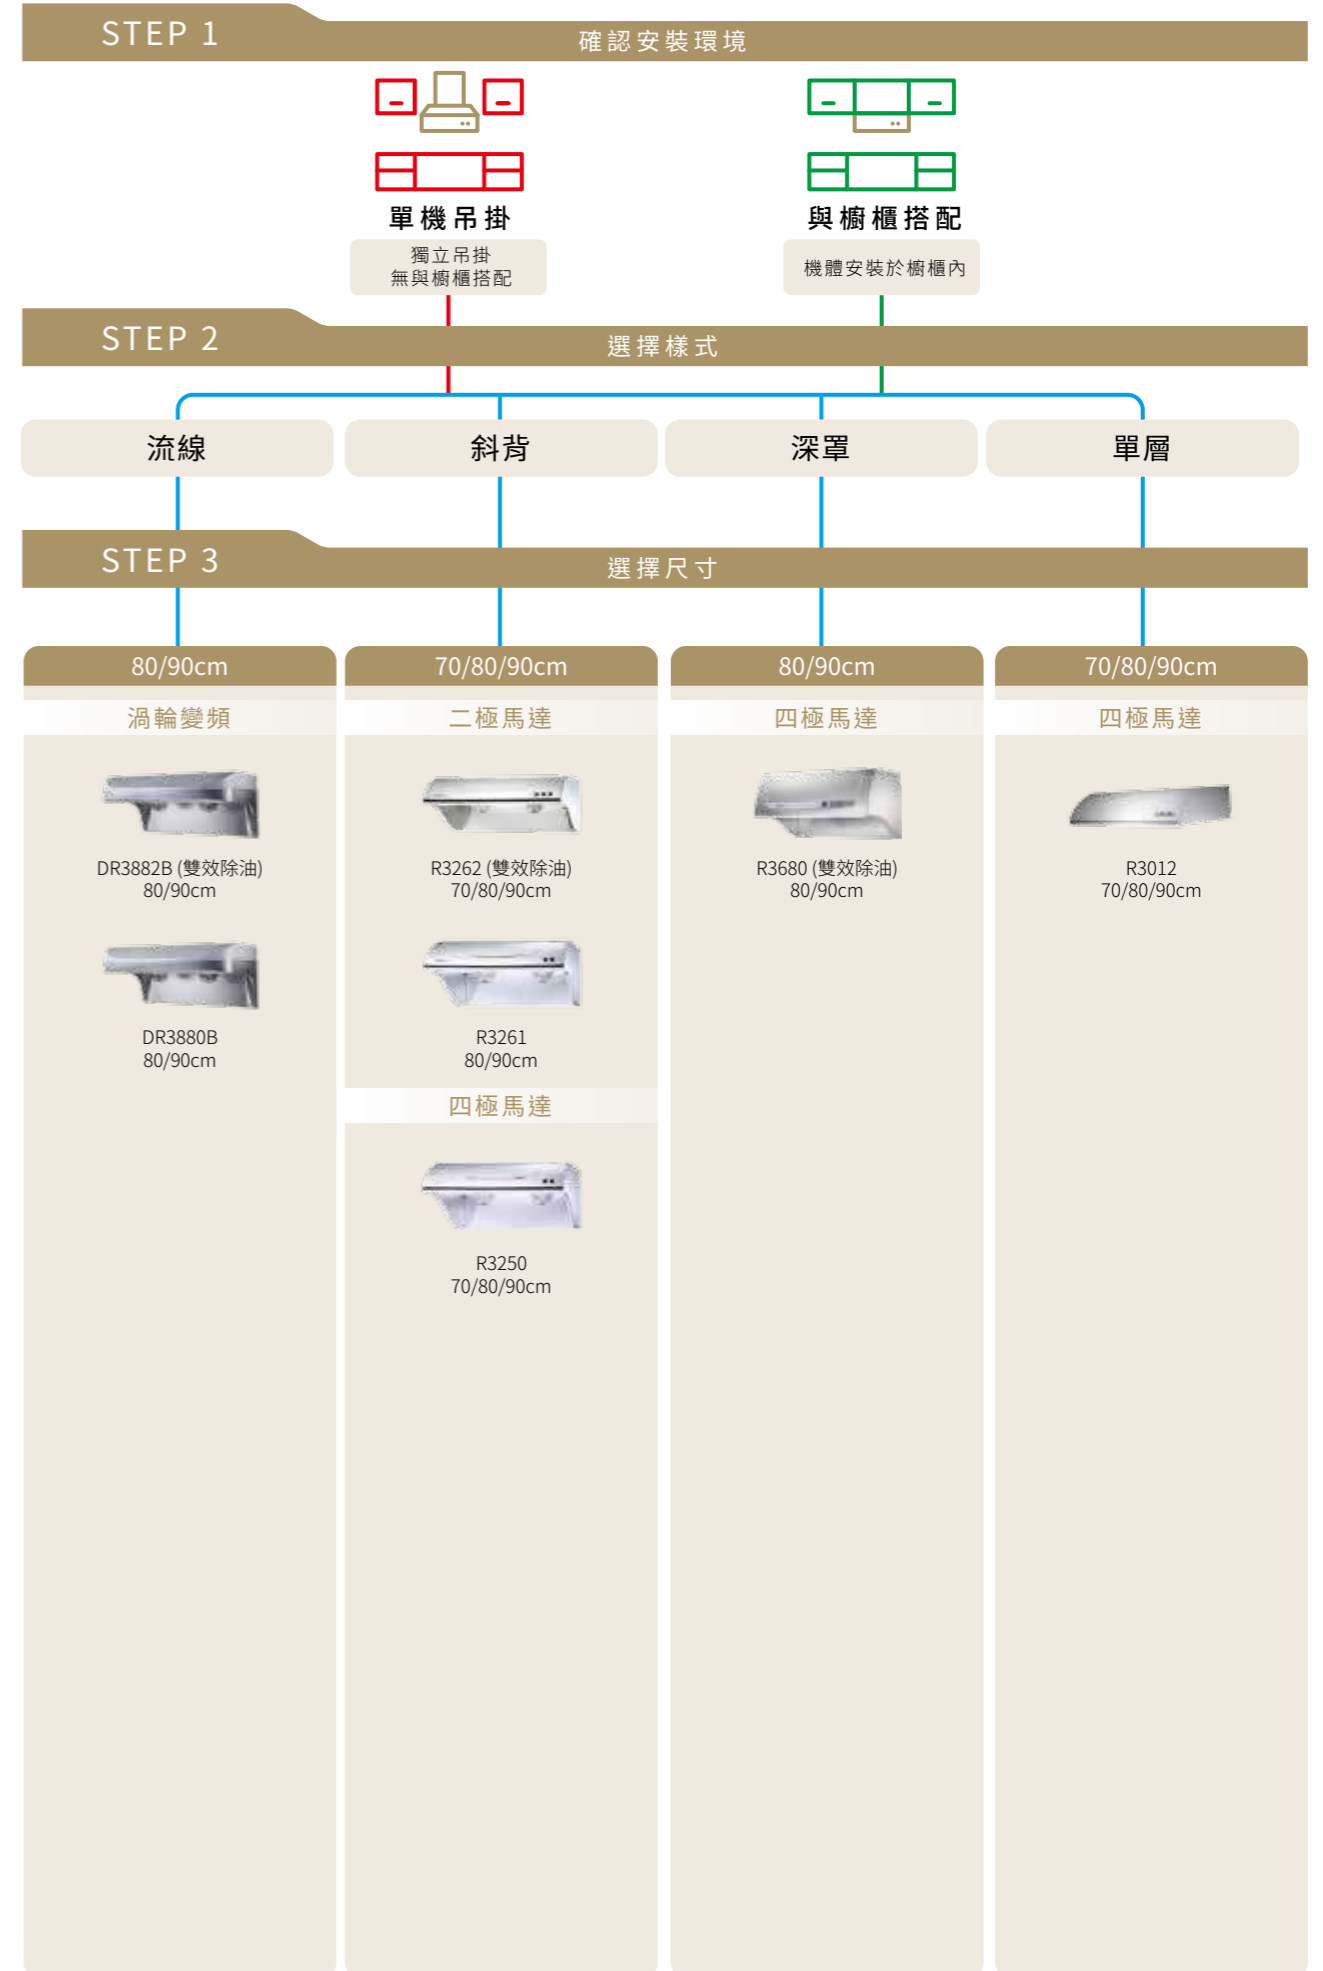 STEP 1
確認安裝環境
單機吊掛
獨立吊掛
無與櫥櫃搭配
與櫥櫃搭配
機體安裝於櫥櫃內
STEP 2
選擇樣式
流線
斜背
深罩
單層
STEP 3
選擇尺寸
80/90cm
渦輪變頻
DR3882B (雙效除油)
80/90cm
DR3880B
80/90cm
70/80/90cm
二極馬達
R3262 (雙效除油)
70/80/90cm
R3261
80/90cm
四極馬達
R3250
70/80/90cm
80/90cm
四極馬達
R3680 (雙效除油)
80/90cm
70/80/90cm
四極馬達
R3012
70/80/90cm